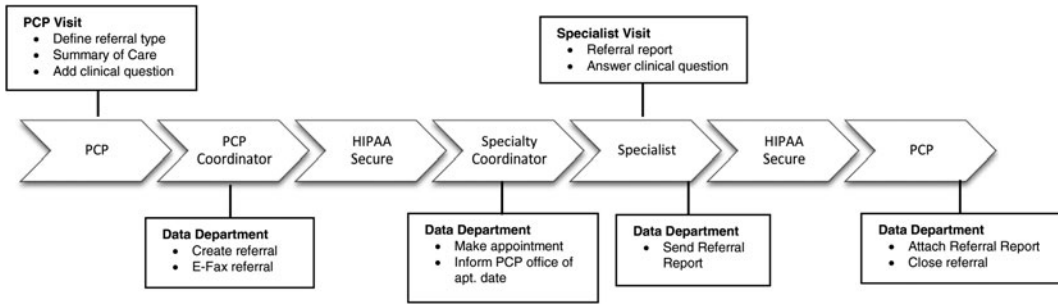 PCP Visit
• Define referral type
• Summary of Care
• Add clinical question
Specialist Visit
• Referral report
• Answer clinical question
PCP
PCP
Coordinator
HIPAA
Secure
Specialty
Coordinator
Specialist
HIPAA
Secure
PCP
Data Department
• Create referral
• E-Fax referral
Data Department
• Make appointment
• Inform PCP office of
apt. date
Data Department
• Send Referral
Report
Data Department
• Attach Referral Report
• Close referral